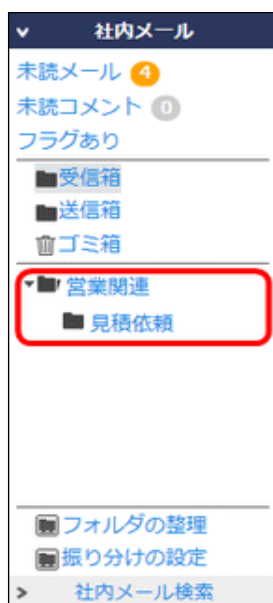 社内メール
未読メール 4
未読コメント 0
フラグあり
受信箱
送信箱
ゴミ箱
営業関連
見積依頼
フォルダの整理
振り分けの設定
社内メール検索